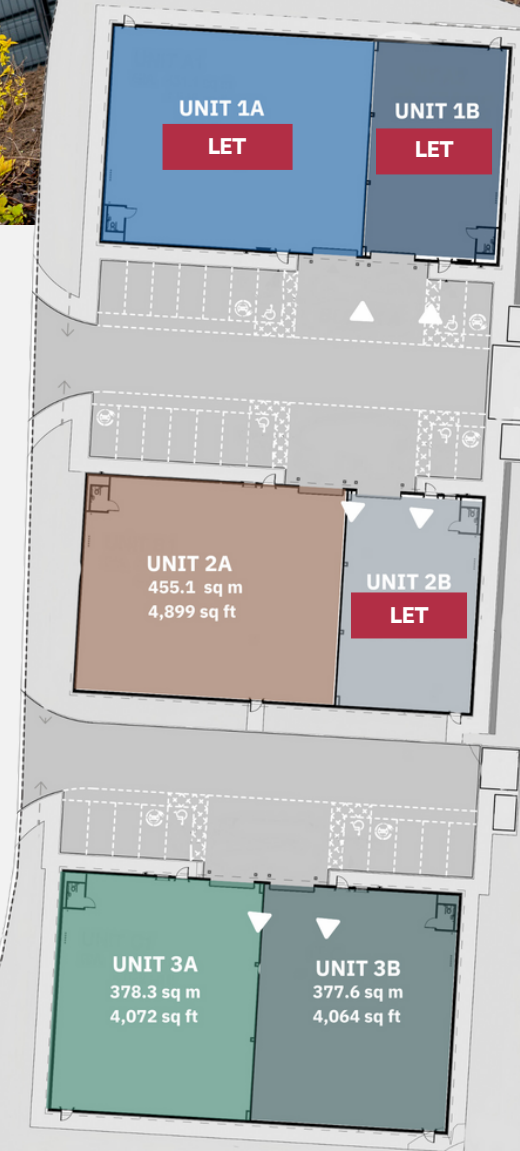 UNIT 1A
LET
UNIT 1B
LET
UNIT 2A
455.1 sq m
4,899 sq ft
UNIT 2B
LET
UNIT 3A
378.3 sq m
4,072 sq ft
UNIT 3B
377.6 sq m
4,064 sq ft